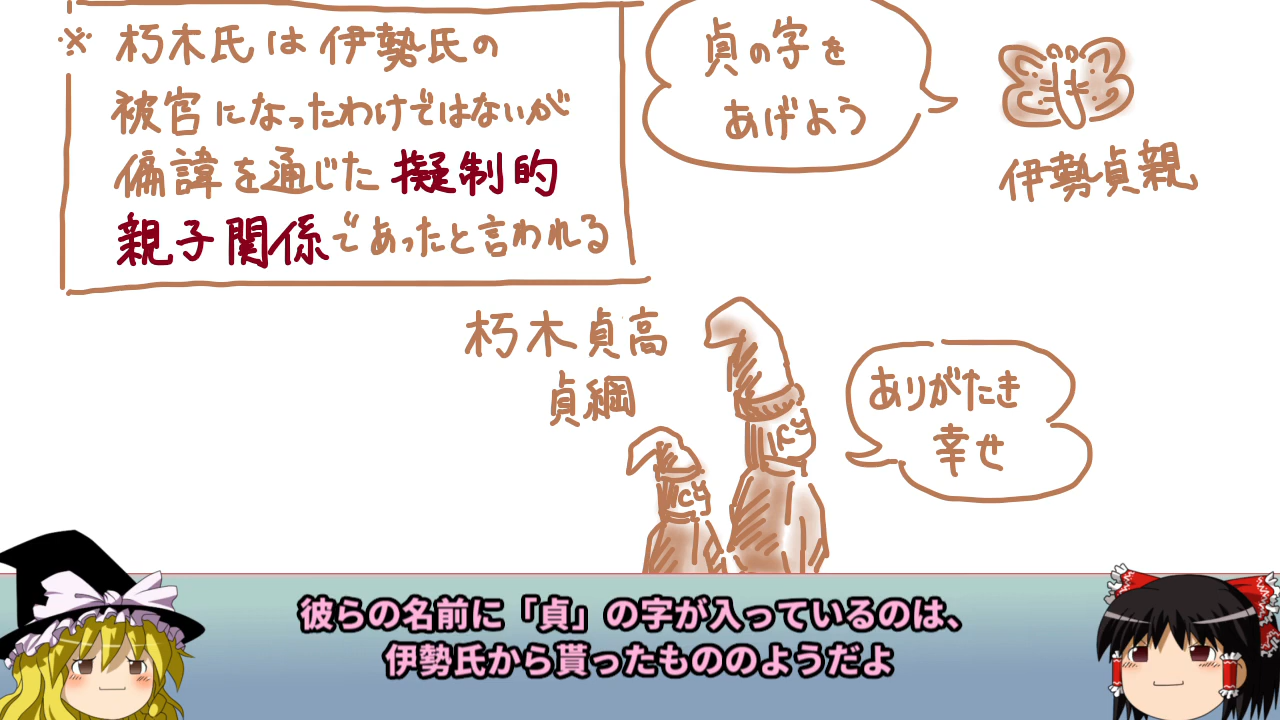 ※朽木氏は伊勢氏の
被官になったわけではないが
偏諱を通じた擬制的
親子関係であったと言われる
貞の字を
あげよう
伊勢貞親
朽木貞高
貞綱
ありがたき
幸せ
彼らの名前に「貞」の字が入っているのは、
伊勢氏から貰ったもののようだよ